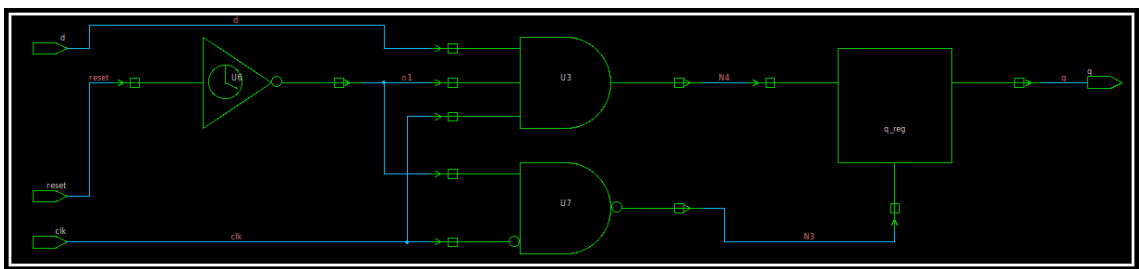 d
d
reset
U6
n1
U3
N4
q
q
q_reg
reset
U7
clk
clk
N3